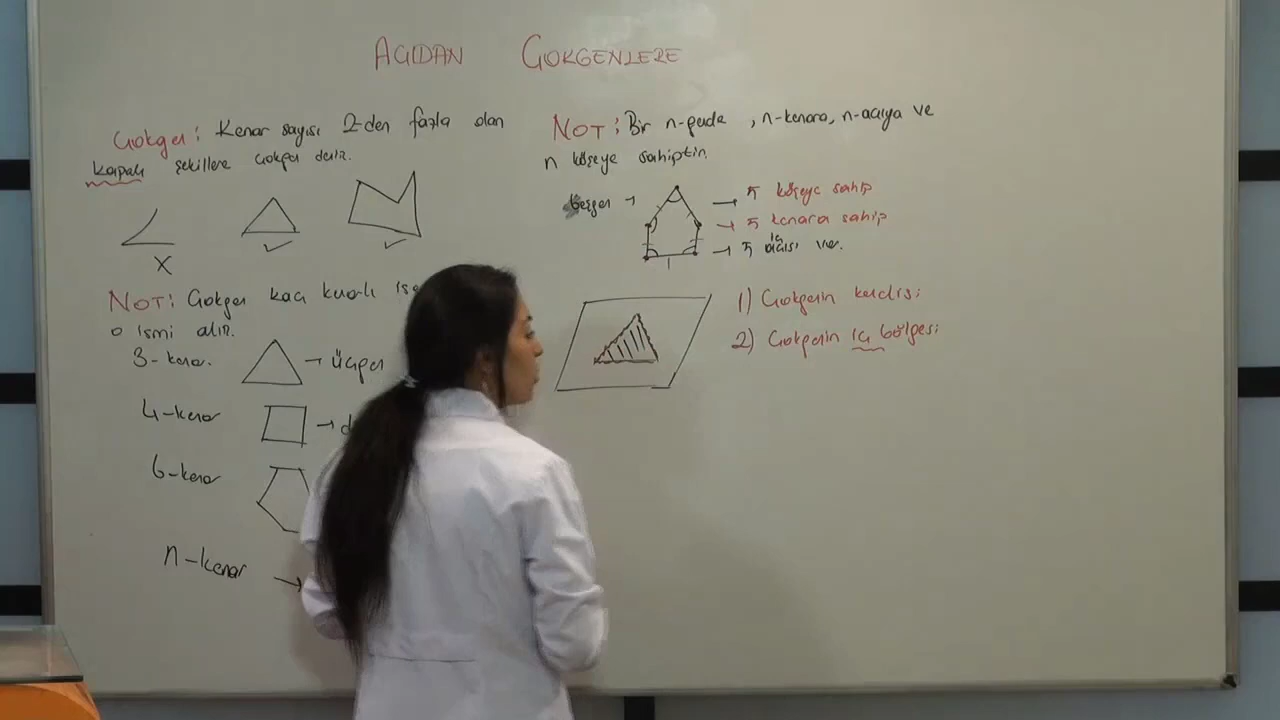 AÇIDAN ÇOKGENLERE
Çokgen: Kenar sayısı 2-den fazla olan
kapalı şekillere çokgen denir.
X
NOT: Çokgen kaç kenarlı ise
o ismi alır.
3-kenar. → üçgen
4-kenar → d
6-kenar
n-kenar →
NOT: Bir n-gende, n-kenara, n-açıya ve
n köşeye sahiptir.
beşgen → → 5 köşeye sahip
→ 5 kenara sahip
→ 5 iç açısı var.
1) Çokgenin kendisi
2) Çokgenin iç bölgesi